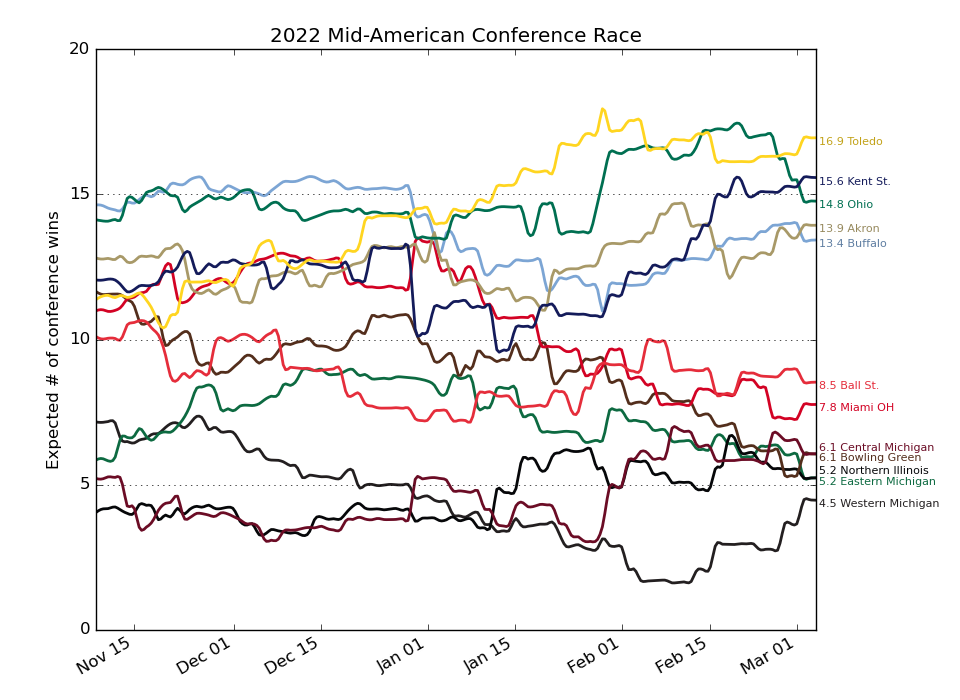 2022 Mid-American Conference Race
Expected # of conference wins
20
15
10
5
0
Nov 15
Dec 01
Dec 15
Jan 01
Jan 15
Feb 01
Feb 15
Mar 01
16.9 Toledo
15.6 Kent St.
14.8 Ohio
13.9 Akron
13.4 Buffalo
8.5 Ball St.
7.8 Miami OH
6.1 Central Michigan
6.1 Bowling Green
5.2 Northern Illinois
5.2 Eastern Michigan
4.5 Western Michigan